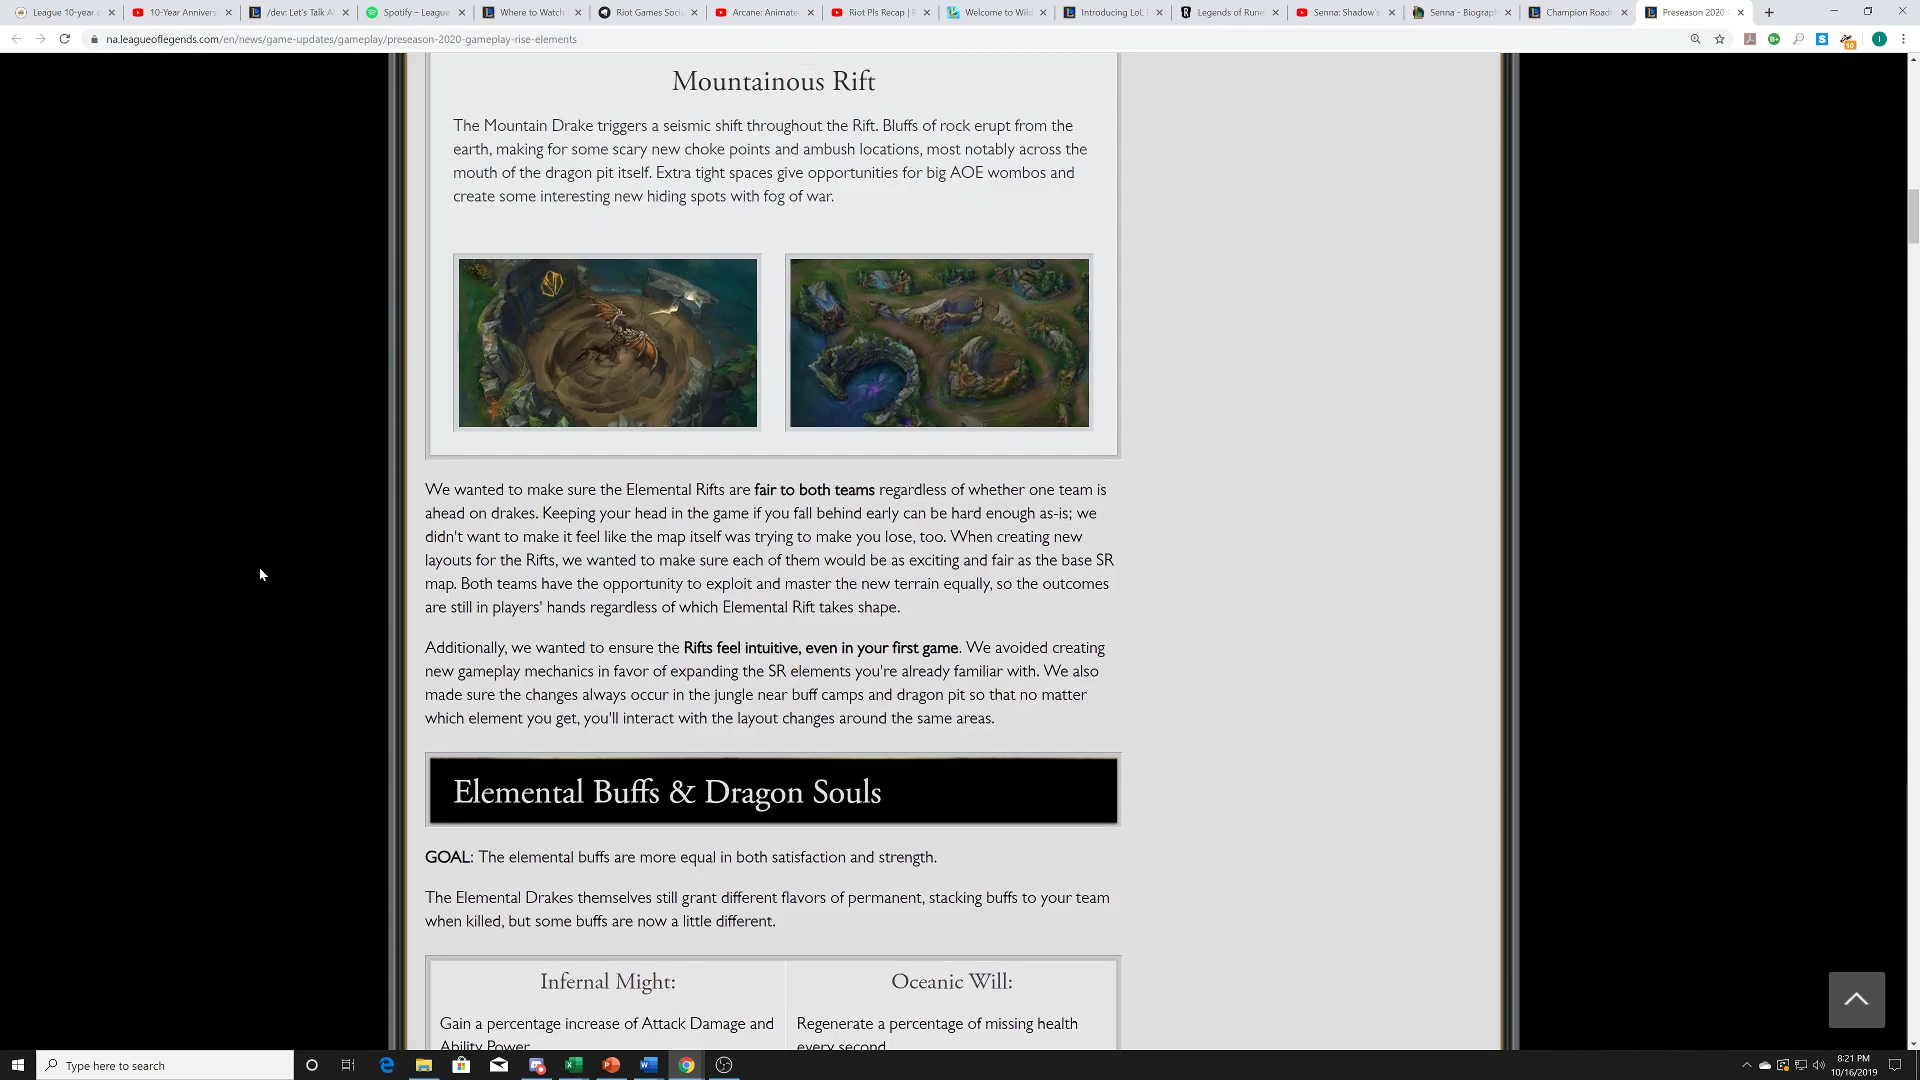 League 10-year c
10-Year Annivers
/dev: Let's Talk A
Spotify – League
Where to Watch
Riot Games Soci
Arcane: Animate
Riot Pls Recap | R
Welcome to Wild
Introducing LoL E
Legends of Rune
Senna: Shadow's
Senna - Biograph
Champion Roadm
Preseason 2020 G
na.leagueoflegends.com/en/news/game-updates/gameplay/preseason-2020-gameplay-rise-elements
Mountainous Rift
The Mountain Drake triggers a seismic shift throughout the Rift. Bluffs of rock erupt from the
earth, making for some scary new choke points and ambush locations, most notably across the
mouth of the dragon pit itself. Extra tight spaces give opportunities for big AOE wombos and
create some interesting new hiding spots with fog of war.
We wanted to make sure the Elemental Rifts are fair to both teams regardless of whether one team is
ahead on drakes. Keeping your head in the game if you fall behind early can be hard enough as-is; we
didn't want to make it feel like the map itself was trying to make you lose, too. When creating new
layouts for the Rifts, we wanted to make sure each of them would be as exciting and fair as the base SR
map. Both teams have the opportunity to exploit and master the new terrain equally, so the outcomes
are still in players' hands regardless of which Elemental Rift takes shape.
Additionally, we wanted to ensure the Rifts feel intuitive, even in your first game. We avoided creating
new gameplay mechanics in favor of expanding the SR elements you're already familiar with. We also
made sure the changes always occur in the jungle near buff camps and dragon pit so that no matter
which element you get, you'll interact with the layout changes around the same areas.
Elemental Buffs & Dragon Souls
GOAL: The elemental buffs are more equal in both satisfaction and strength.
The Elemental Drakes themselves still grant different flavors of permanent, stacking buffs to your team
when killed, but some buffs are now a little different.
Infernal Might:
Gain a percentage increase of Attack Damage and
Ability Power
Oceanic Will:
Regenerate a percentage of missing health
every second
Type here to search
8:21 PM
10/16/2019